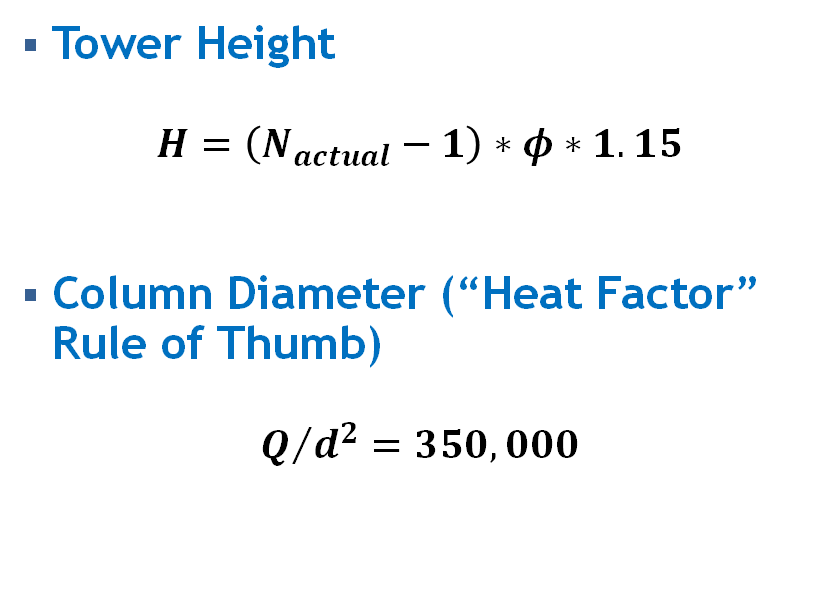 ▪ Tower Height
H = (N_actual − 1) * ϕ * 1.15
▪ Column Diameter (“Heat Factor”
Rule of Thumb)
Q/d² = 350,000